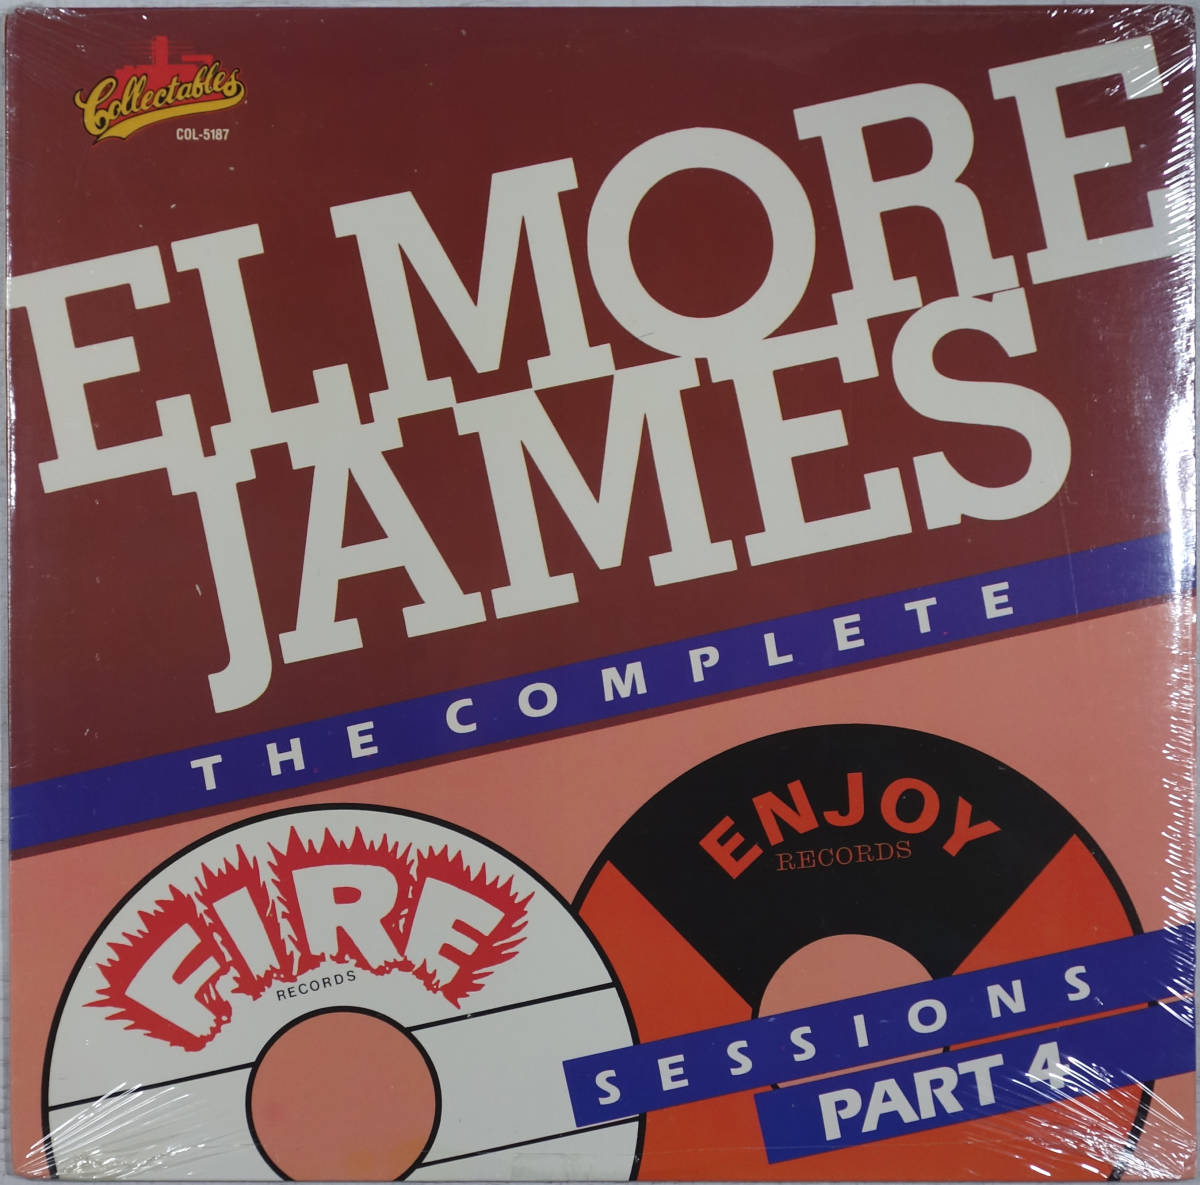 Collectables
COL-5187
ELMORE
JAMES
THE COMPLETE
FIRE
RECORDS
ENJOY
RECORDS
SESSIONS
PART 4